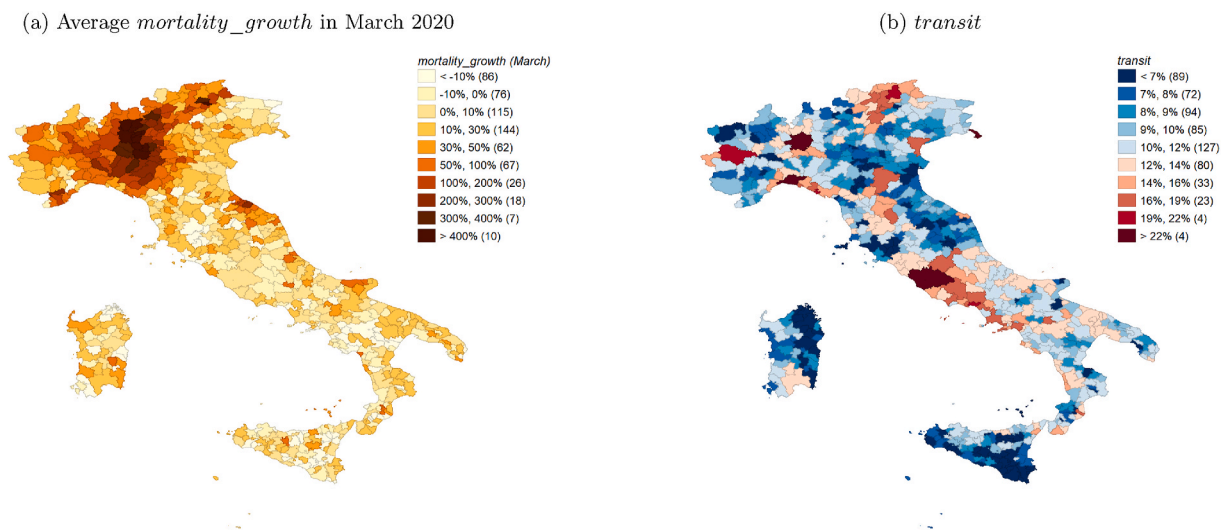 (a) Average mortality_growth in March 2020
mortality_growth (March)
< -10% (86)
-10%, 0% (76)
0%, 10% (115)
10%, 30% (144)
30%, 50% (62)
50%, 100% (67)
100%, 200% (26)
200%, 300% (18)
300%, 400% (7)
> 400% (10)
(b) transit
transit
< 7% (89)
7%, 8% (72)
8%, 9% (94)
9%, 10% (85)
10%, 12% (127)
12%, 14% (80)
14%, 16% (33)
16%, 19% (23)
19%, 22% (4)
> 22% (4)